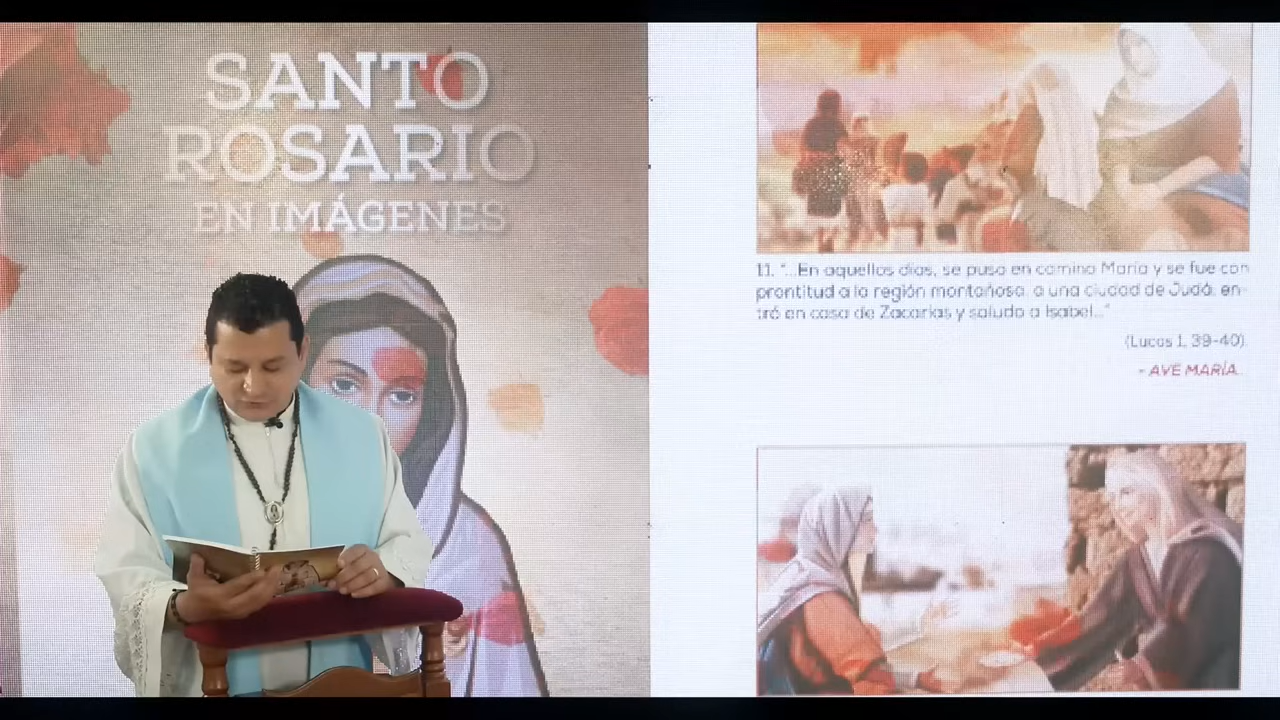 SANTO
ROSARIO
EN IMÁGENES
11. "...En aquellos días, se puso en camino María y se fue con
prontitud a la región montañosa, a una ciudad de Judá; en-
tró en casa de Zacarías y saludó a Isabel..."
(Lucas 1, 39-40).
- AVE MARÍA.